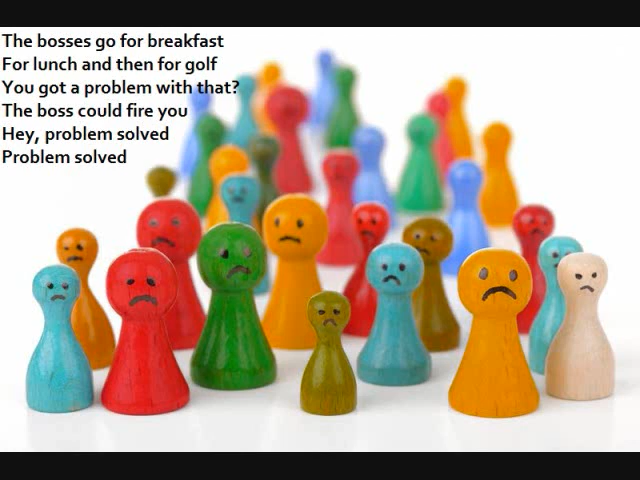 The bosses go for breakfast
For lunch and then for golf
You got a problem with that?
The boss could fire you
Hey, problem solved
Problem solved